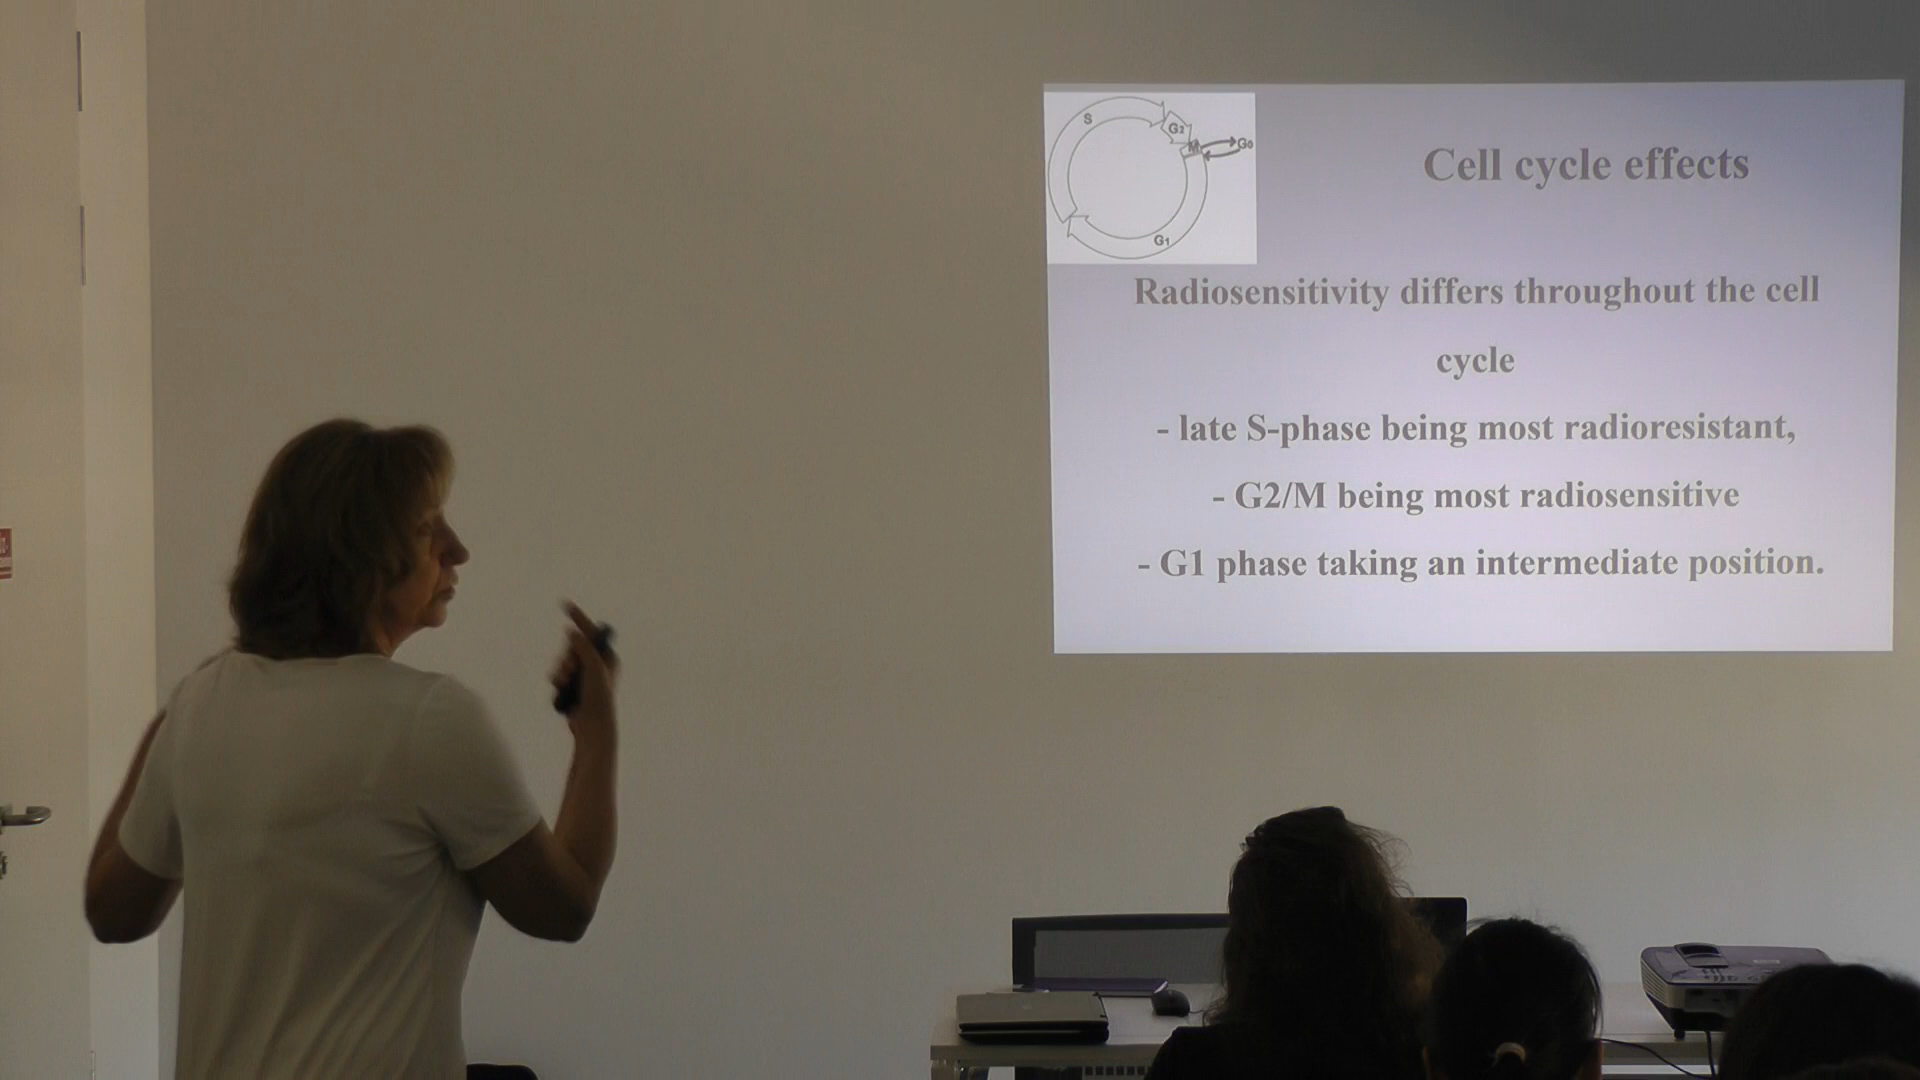 S
G2
M
G0
G1
Cell cycle effects
Radiosensitivity differs throughout the cell
cycle
- late S-phase being most radioresistant,
- G2/M being most radiosensitive
- G1 phase taking an intermediate position.